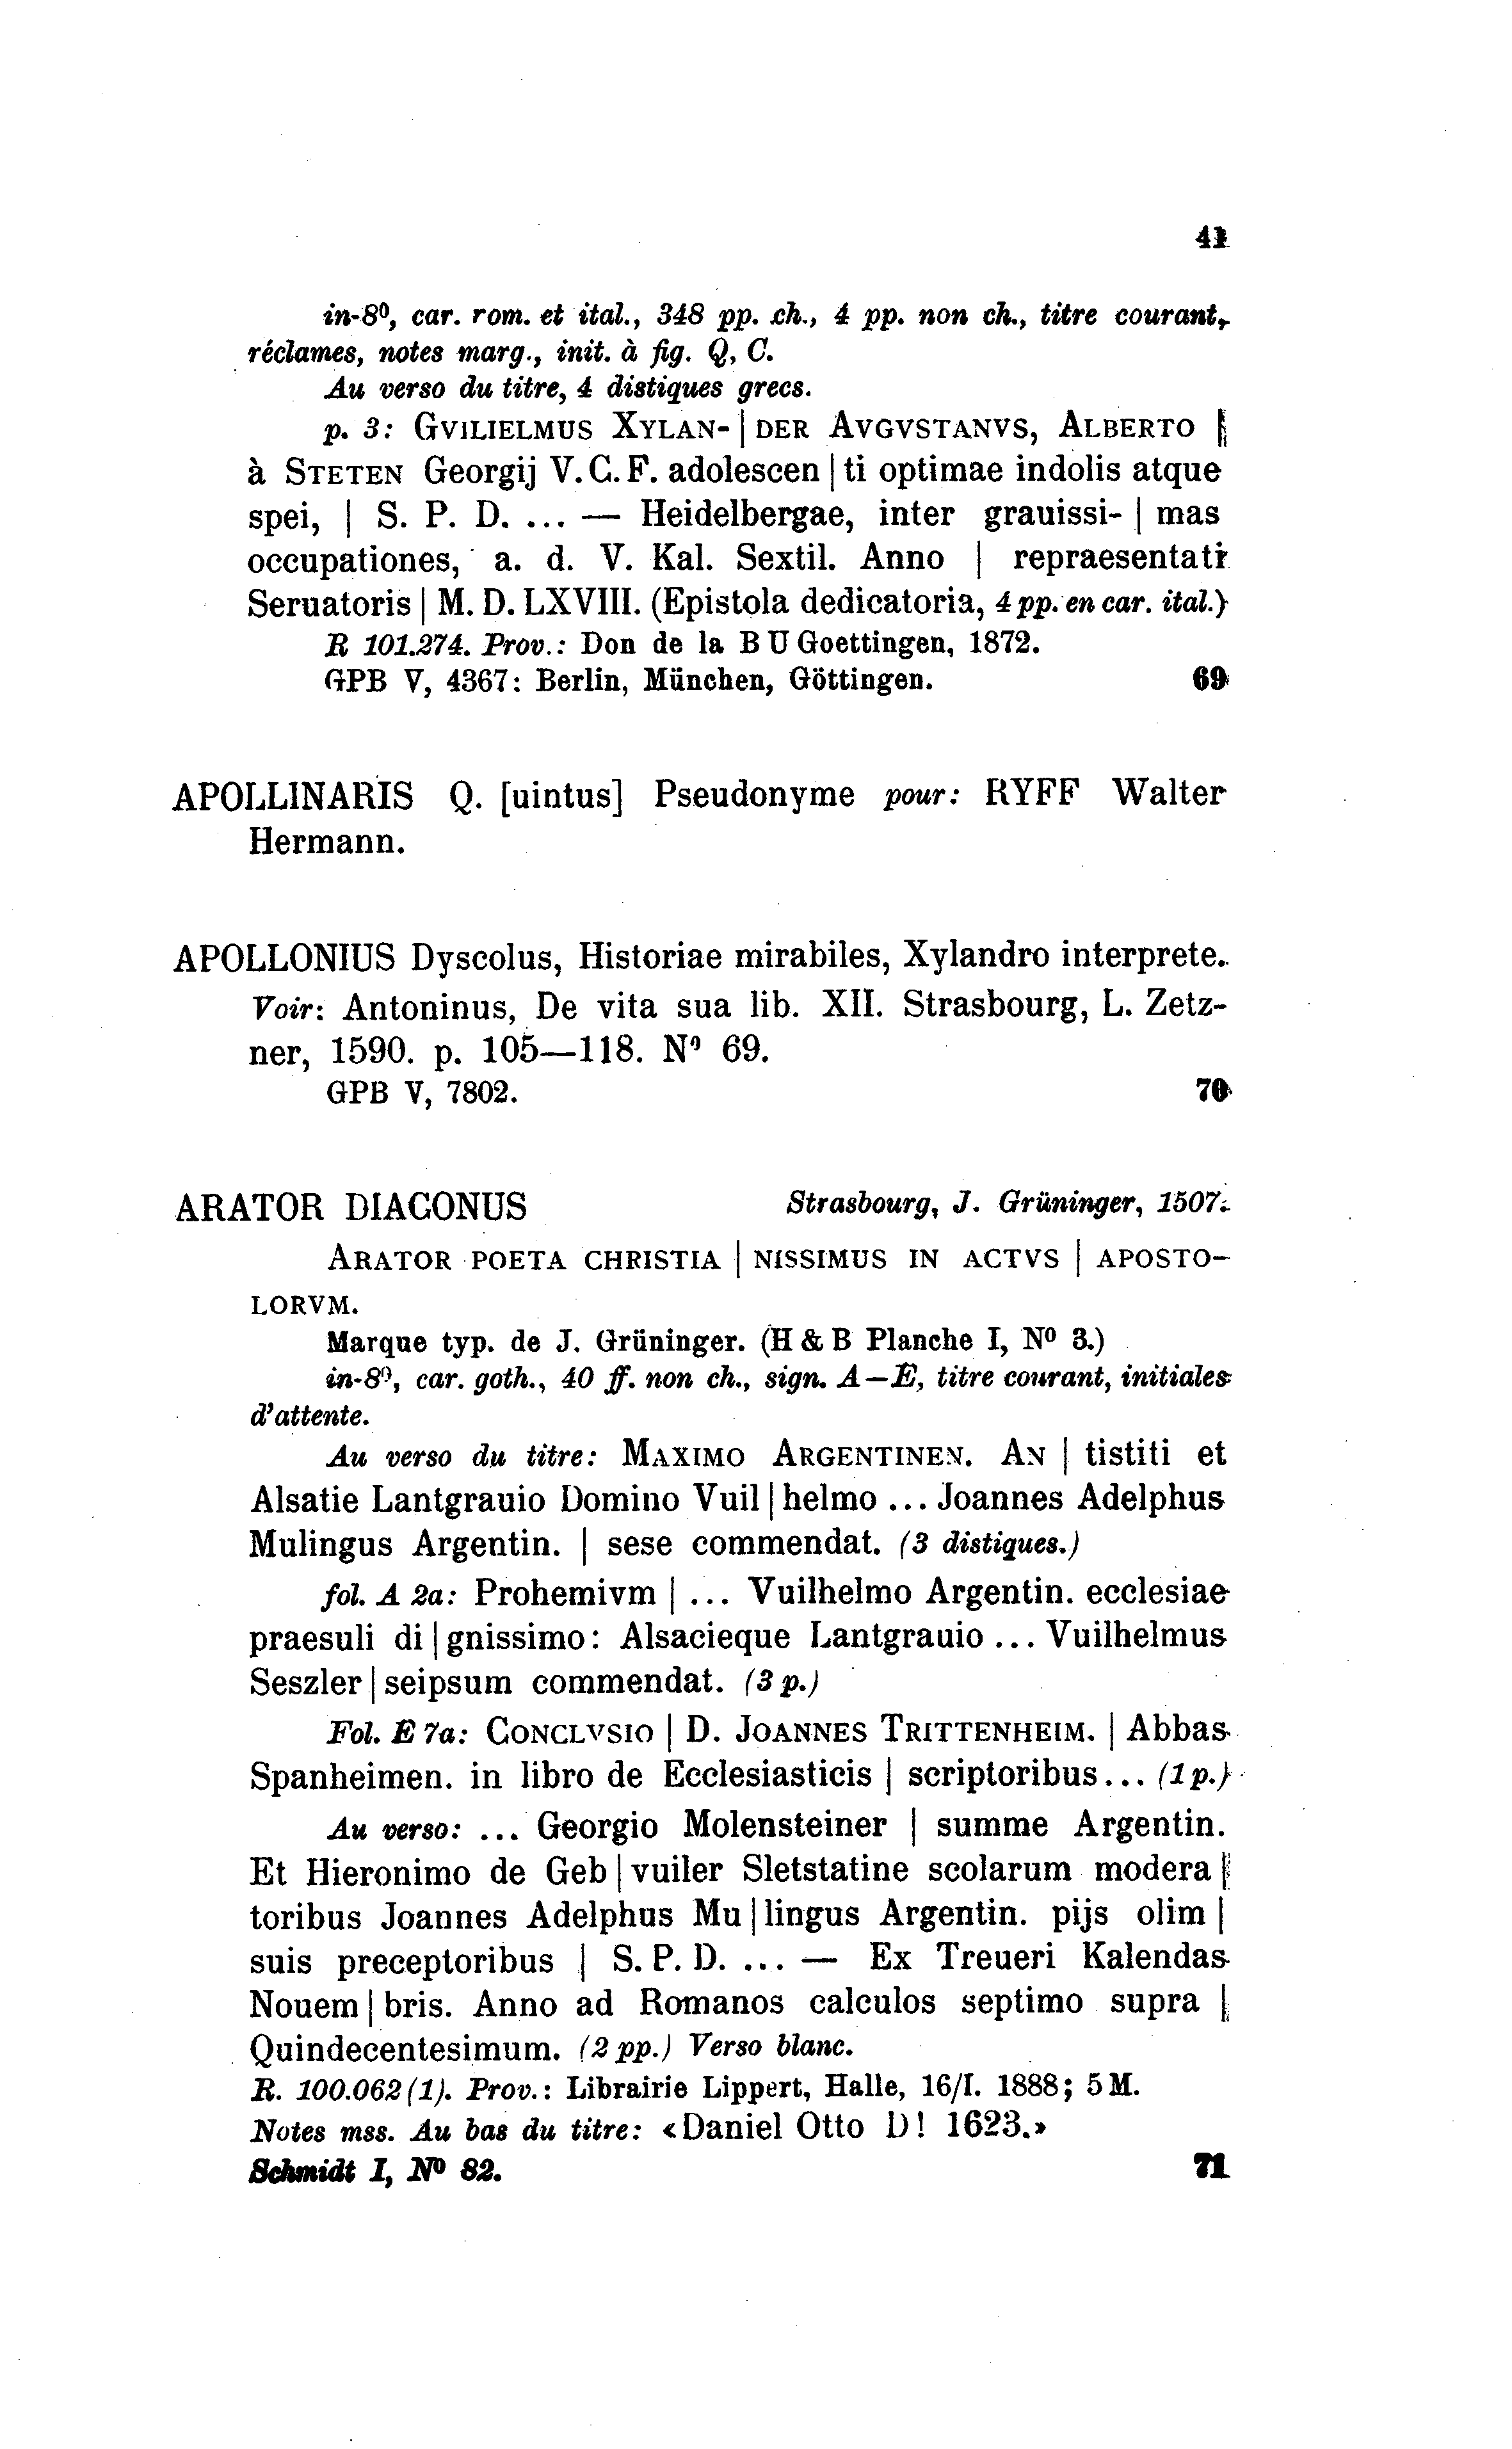 41
in-8⁰, car. rom. et ital., 348 pp. ch., 4 pp. non ch., titre courant,
réclames, notes marg., init. à fig. Q, C.
Au verso du titre, 4 distiques grecs.
p. 3: GVILIELMUS XYLAN- | DER AVGVSTANVS, ALBERTO |
à STETEN Georgij V. C. F. adolescen | ti optimae indolis atque
spei, | S. P. D. ... — Heidelbergae, inter grauissi- | mas
occupationes, a. d. V. Kal. Sextil. Anno | repraesentati
Seruatoris | M. D. LXVIII. (Epistola dedicatoria, 4 pp. en car. ital.)
R 101.274. Prov.: Don de la B U Goettingen, 1872.
GPB V, 4367: Berlin, München, Göttingen. 69
APOLLINARIS Q. [uintus] Pseudonyme pour: RYFF Walter
Hermann.
APOLLONIUS Dyscolus, Historiae mirabiles, Xylandro interprete.
Voir: Antoninus, De vita sua lib. XII. Strasbourg, L. Zetz-
ner, 1590. p. 105—118. N⁰ 69.
GPB V, 7802. 70
ARATOR DIACONUS Strasbourg, J. Grüninger, 1507.
ARATOR POETA CHRISTIA | NISSIMUS IN ACTVS | APOSTO-
LORVM.
Marque typ. de J. Grüninger. (H & B Planche I, N⁰ 3.)
in-8⁰, car. goth., 40 ff. non ch., sign. A—E, titre courant, initiales
d'attente.
Au verso du titre: MAXIMO ARGENTINEN. AN | tistiti et
Alsatie Lantgrauio Domino Vuil | helmo ... Joannes Adelphus
Mulingus Argentin. | sese commendat. (3 distiques.)
fol. A 2a: Prohemivm | ... Vuilhelmo Argentin. ecclesiae
praesuli di | gnissimo: Alsacieque Lantgrauio ... Vuilhelmus
Seszler | seipsum commendat. (3 p.)
Fol. E 7a: CONCLVSIO | D. JOANNES TRITTENHEIM. | Abbas
Spanheimen. in libro de Ecclesiasticis | scriptoribus ... (1 p.)
Au verso: ... Georgio Molensteiner | summe Argentin.
Et Hieronimo de Geb | vuiler Sletstatine scolarum modera |
toribus Joannes Adelphus Mu | lingus Argentin. pijs olim |
suis preceptoribus | S. P. D. ... — Ex Treueri Kalendas
Nouem | bris. Anno ad Romanos calculos septimo supra |
Quindecentesimum. (2 pp.) Verso blanc.
R. 100.062 (1). Prov.: Librairie Lippert, Halle, 16/I. 1888; 5 M.
Notes mss. Au bas du titre: «Daniel Otto D! 1623.»
Schmidt I, N⁰ 82. 71